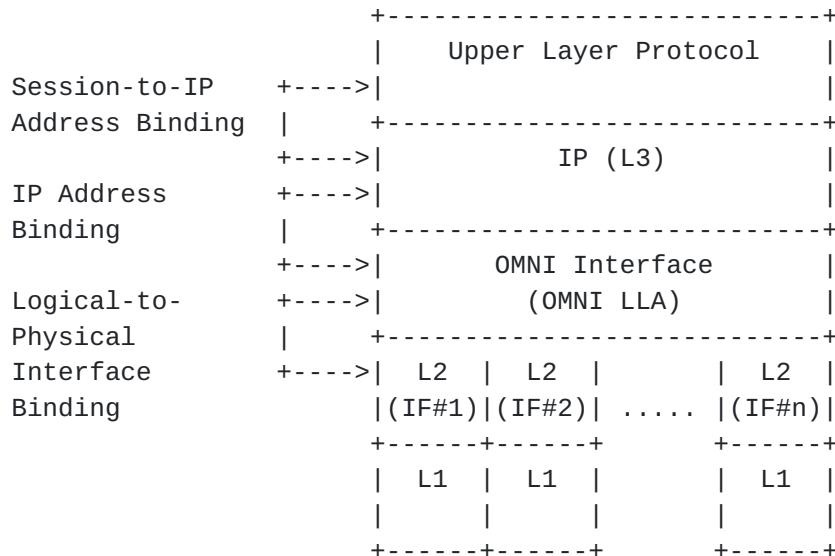 +----------------------------+
                       |    Upper Layer Protocol    |
Session-to-IP    +---->|                            |
Address Binding  |     +----------------------------+
                 +---->|           IP (L3)          |
IP Address       +---->|                            |
Binding          |     +----------------------------+
                 +---->|       OMNI Interface       |
Logical-to-      +---->|         (OMNI LLA)         |
Physical         |     +----------------------------+
Interface        +---->|  L2  |  L2  |       |  L2  |
Binding                |(IF#1)|(IF#2)| ..... |(IF#n)|
                       +------+------+       +------+
                       |  L1  |  L1  |       |  L1  |
                       |      |      |       |      |
                       +------+------+       +------+